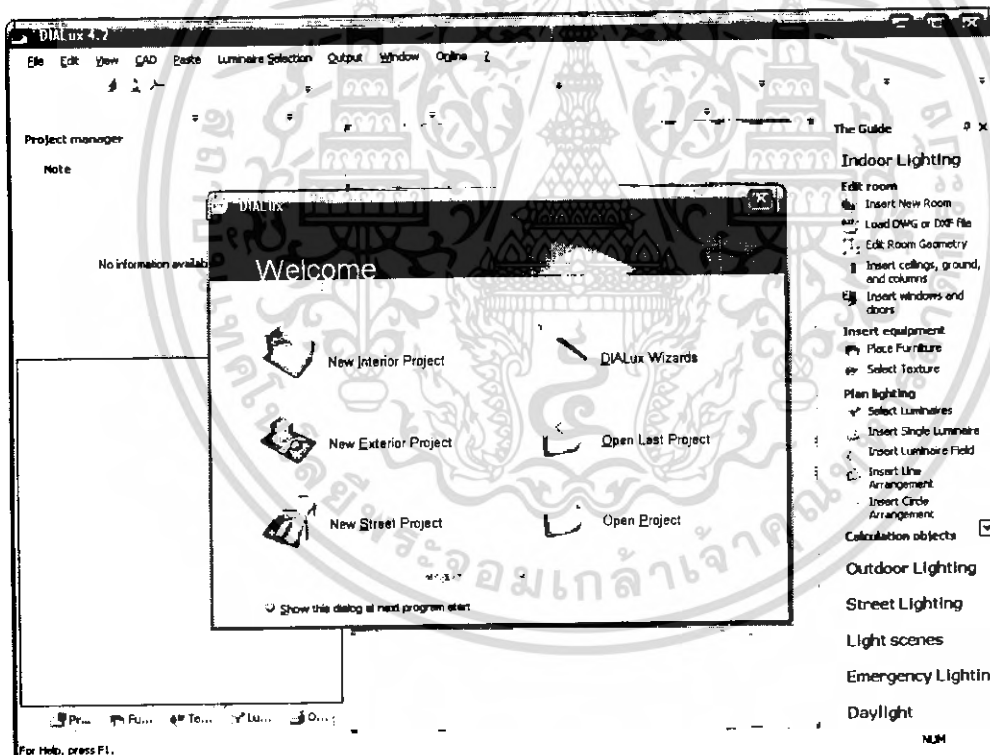 DIALux 4.2
File Edit View CAD Paste Luminaire Selection Output Window Online ?
Project manager
Note
No information availab
DIALux
Welcome
New Interior Project
DIALux Wizards
New Exterior Project
Open Last Project
New Street Project
Open Project
Show this dialog at next program start
The Guide
Indoor Lighting
Edit room
Insert New Room
Load DWG or DXF File
Edit Room Geometry
Insert ceilings, ground,
and columns
Insert windows and
doors
Insert equipment
Place Furniture
Select Texture
Plan lighting
Select Luminaires
Insert Single Luminaire
Insert Luminaire Field
Insert Line
Arrangement
Insert Circle
Arrangement
Calculation objects
Outdoor Lighting
Street Lighting
Light scenes
Emergency Lightin
Daylight
Pr... Fu... Te... Lu... O...
For Help, press F1.
NUM